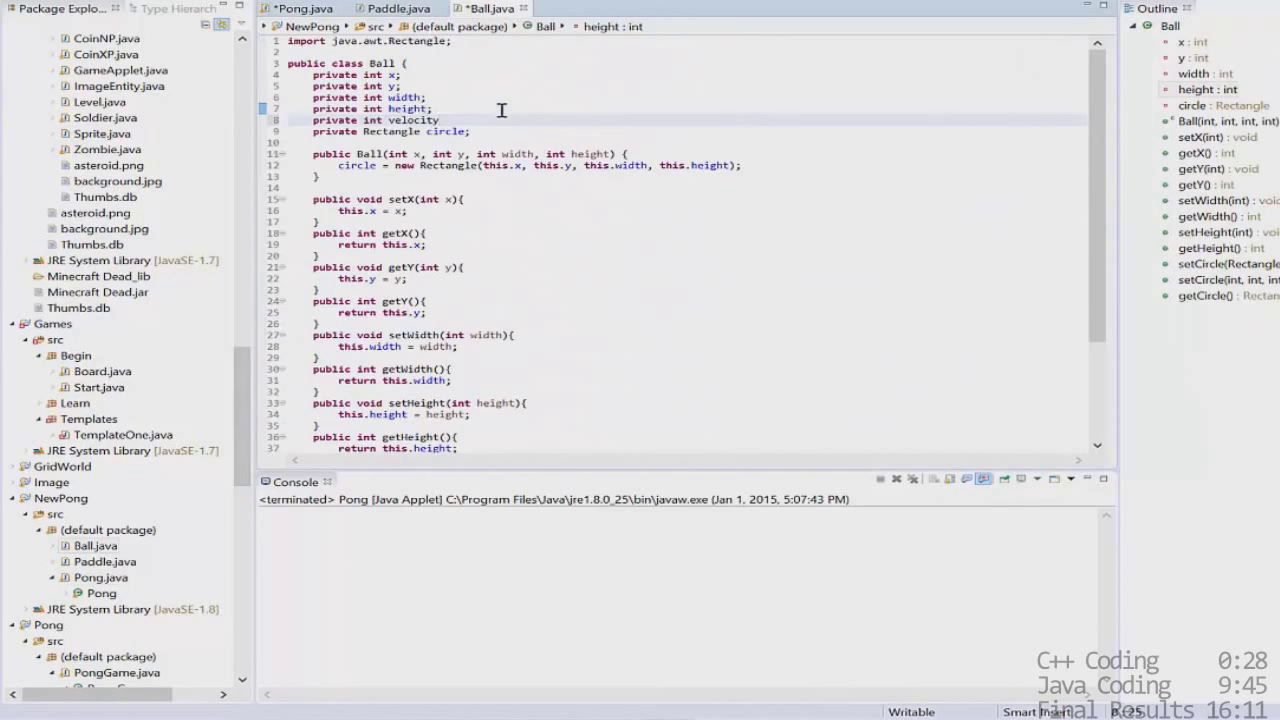 Package Explo...
Type Hierarch
CoinNP.java
CoinXP.java
GameApplet.java
ImageEntity.java
Level.java
Soldier.java
Sprite.java
Zombie.java
asteroid.png
background.jpg
Thumbs.db
asteroid.png
background.jpg
Thumbs.db
JRE System Library [JavaSE-1.7]
Minecraft Dead_lib
Minecraft Dead.jar
Thumbs.db
Games
src
Begin
Board.java
Start.java
Learn
Templates
TemplateOne.java
JRE System Library [JavaSE-1.7]
GridWorld
Image
NewPong
src
(default package)
Ball.java
Paddle.java
Pong.java
Pong
JRE System Library [JavaSE-1.8]
Pong
src
(default package)
PongGame.java
*Pong.java
Paddle.java
*Ball.java
NewPong
src
(default package)
Ball
height : int
1 import java.awt.Rectangle;
2
3 public class Ball {
4 private int x;
5 private int y;
6 private int width;
7 private int height;
8 private int velocity
9 private Rectangle circle;
10
11 public Ball(int x, int y, int width, int height) {
12 circle = new Rectangle(this.x, this.y, this.width, this.height);
13 }
14
15 public void setX(int x){
16 this.x = x;
17 }
18 public int getX(){
19 return this.x;
20 }
21 public void getY(int y){
22 this.y = y;
23 }
24 public int getY(){
25 return this.y;
26 }
27 public void setWidth(int width){
28 this.width = width;
29 }
30 public int getWidth(){
31 return this.width;
32 }
33 public void setHeight(int height){
34 this.height = height;
35 }
36 public int getHeight(){
37 return this.height;
Console
<terminated> Pong [Java Applet] C:\Program Files\Java\jre1.8.0_25\bin\javaw.exe (Jan 1, 2015, 5:07:43 PM)
Outline
Ball
x : int
y : int
width : int
height : int
circle : Rectangle
Ball(int, int, int, int)
setX(int) : void
getX() : int
getY(int) : void
getY() : int
setWidth(int) : void
getWidth() : int
setHeight(int) : void
getHeight() : int
setCircle(Rectangle
setCircle(int, int, int
getCircle() : Rectang
C++ Coding 0:28
Java Coding 9:45
Final Results 16:11
Writable
Smart Insert